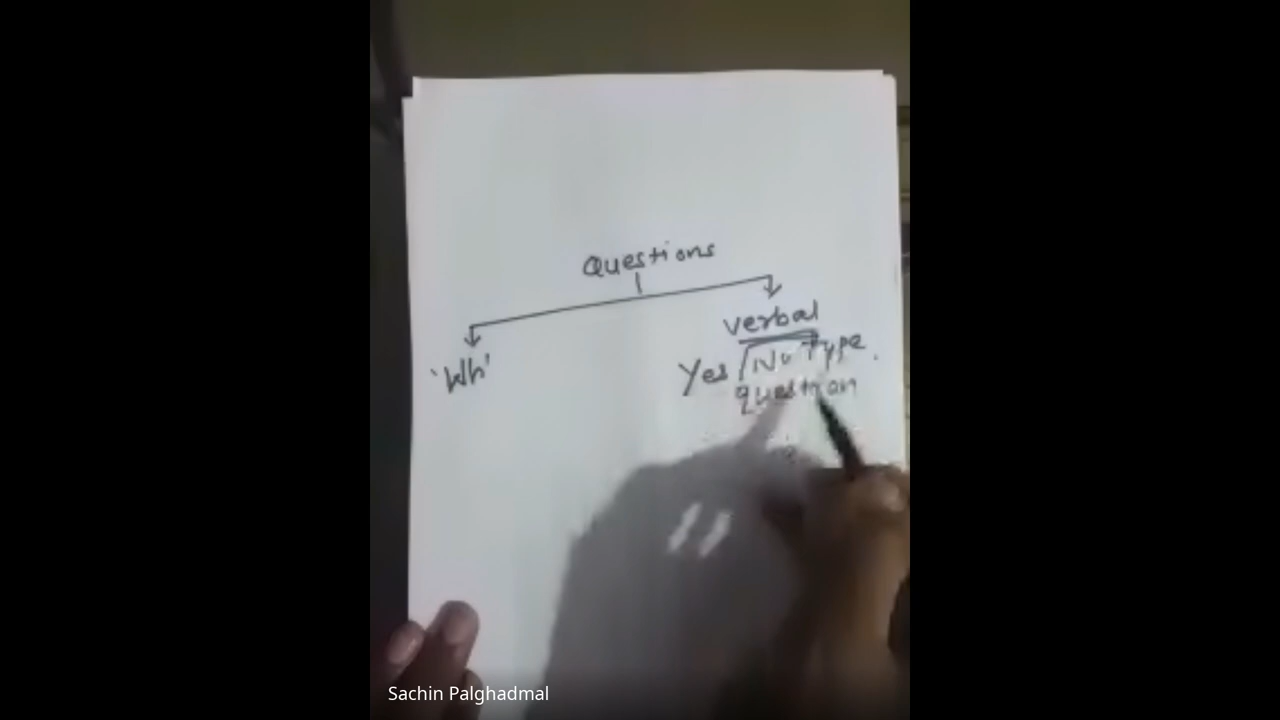 Questions
'Wh'
Verbal
Yes / No Type.
question
Sachin Palghadmal